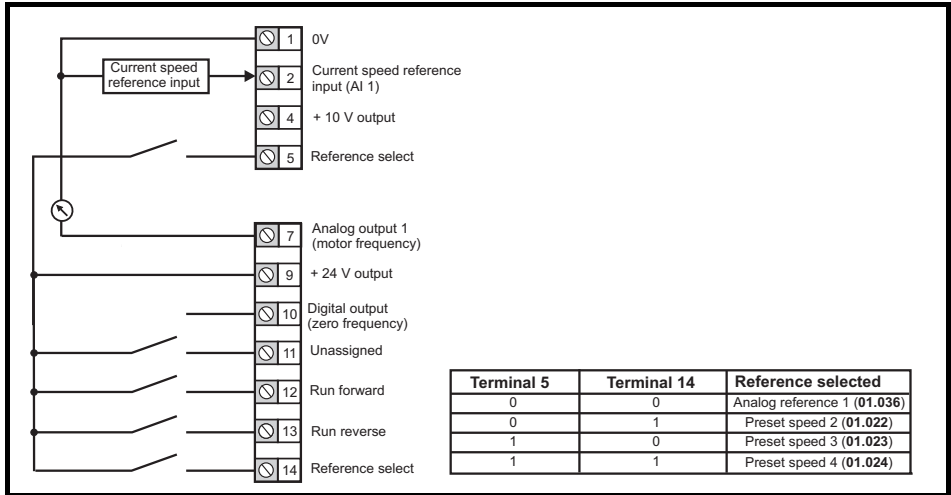 1 0V
Current speed
reference input
2 Current speed reference
input (AI 1)
4 + 10 V output
5 Reference select
7 Analog output 1
(motor frequency)
9 + 24 V output
10 Digital output
(zero frequency)
11 Unassigned
12 Run forward
13 Run reverse
14 Reference select
Terminal 5 Terminal 14 Reference selected
0 0 Analog reference 1 (01.036)
0 1 Preset speed 2 (01.022)
1 0 Preset speed 3 (01.023)
1 1 Preset speed 4 (01.024)